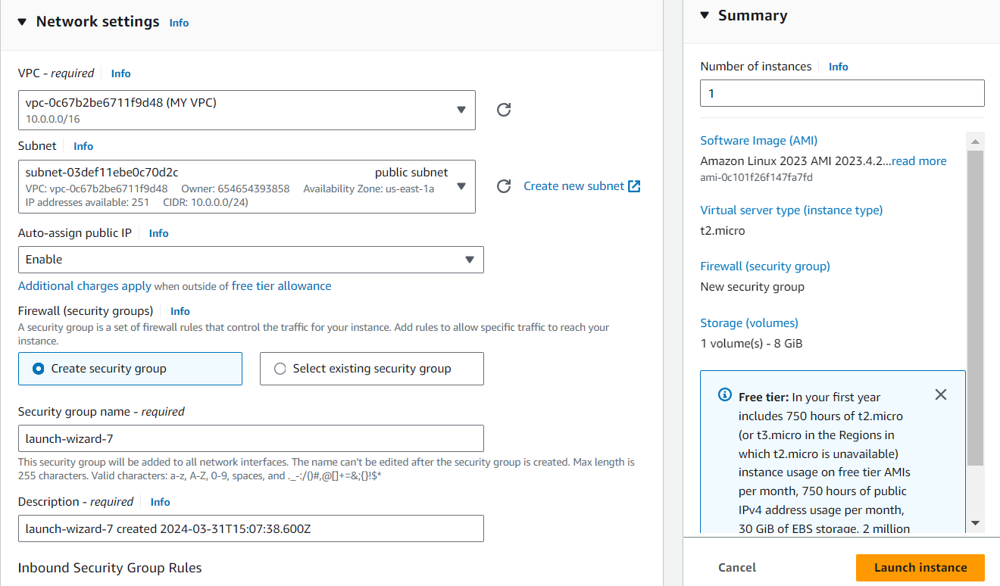 Network settings Info
VPC - required Info
vpc-0c67b2be6711f9d48 (MY VPC)
10.0.0.0/16
Subnet Info
subnet-03def11ebe0c70d2c public subnet
VPC: vpc-0c67b2be6711f9d48 Owner: 654654393858 Availability Zone: us-east-1a
IP addresses available: 251 CIDR: 10.0.0.0/24)
Create new subnet
Auto-assign public IP Info
Enable
Additional charges apply when outside of free tier allowance
Firewall (security groups) Info
A security group is a set of firewall rules that control the traffic for your instance. Add rules to allow specific traffic to reach your
instance.
Create security group
Select existing security group
Security group name - required
launch-wizard-7
This security group will be added to all network interfaces. The name can't be edited after the security group is created. Max length is
255 characters. Valid characters: a-z, A-Z, 0-9, spaces, and ._-:/()#,@[]+=&;{}!$*
Description - required Info
launch-wizard-7 created 2024-03-31T15:07:38.600Z
Inbound Security Group Rules
Summary
Number of instances Info
1
Software Image (AMI)
Amazon Linux 2023 AMI 2023.4.2...read more
ami-0c101f26f147fa7fd
Virtual server type (instance type)
t2.micro
Firewall (security group)
New security group
Storage (volumes)
1 volume(s) - 8 GiB
Free tier: In your first year
includes 750 hours of t2.micro
(or t3.micro in the Regions in
which t2.micro is unavailable)
instance usage on free tier AMIs
per month, 750 hours of public
IPv4 address usage per month,
30 GiB of EBS storage, 2 million
Cancel
Launch instance